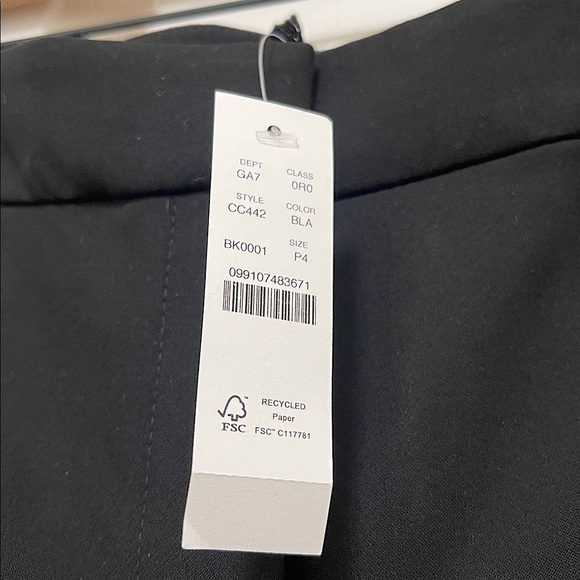 DEPT CLASS
GA7 0R0
STYLE COLOR
CC442 BLA
SIZE
BK0001 P4
099107483671
RECYCLED
Paper
FSC FSC™ C117781